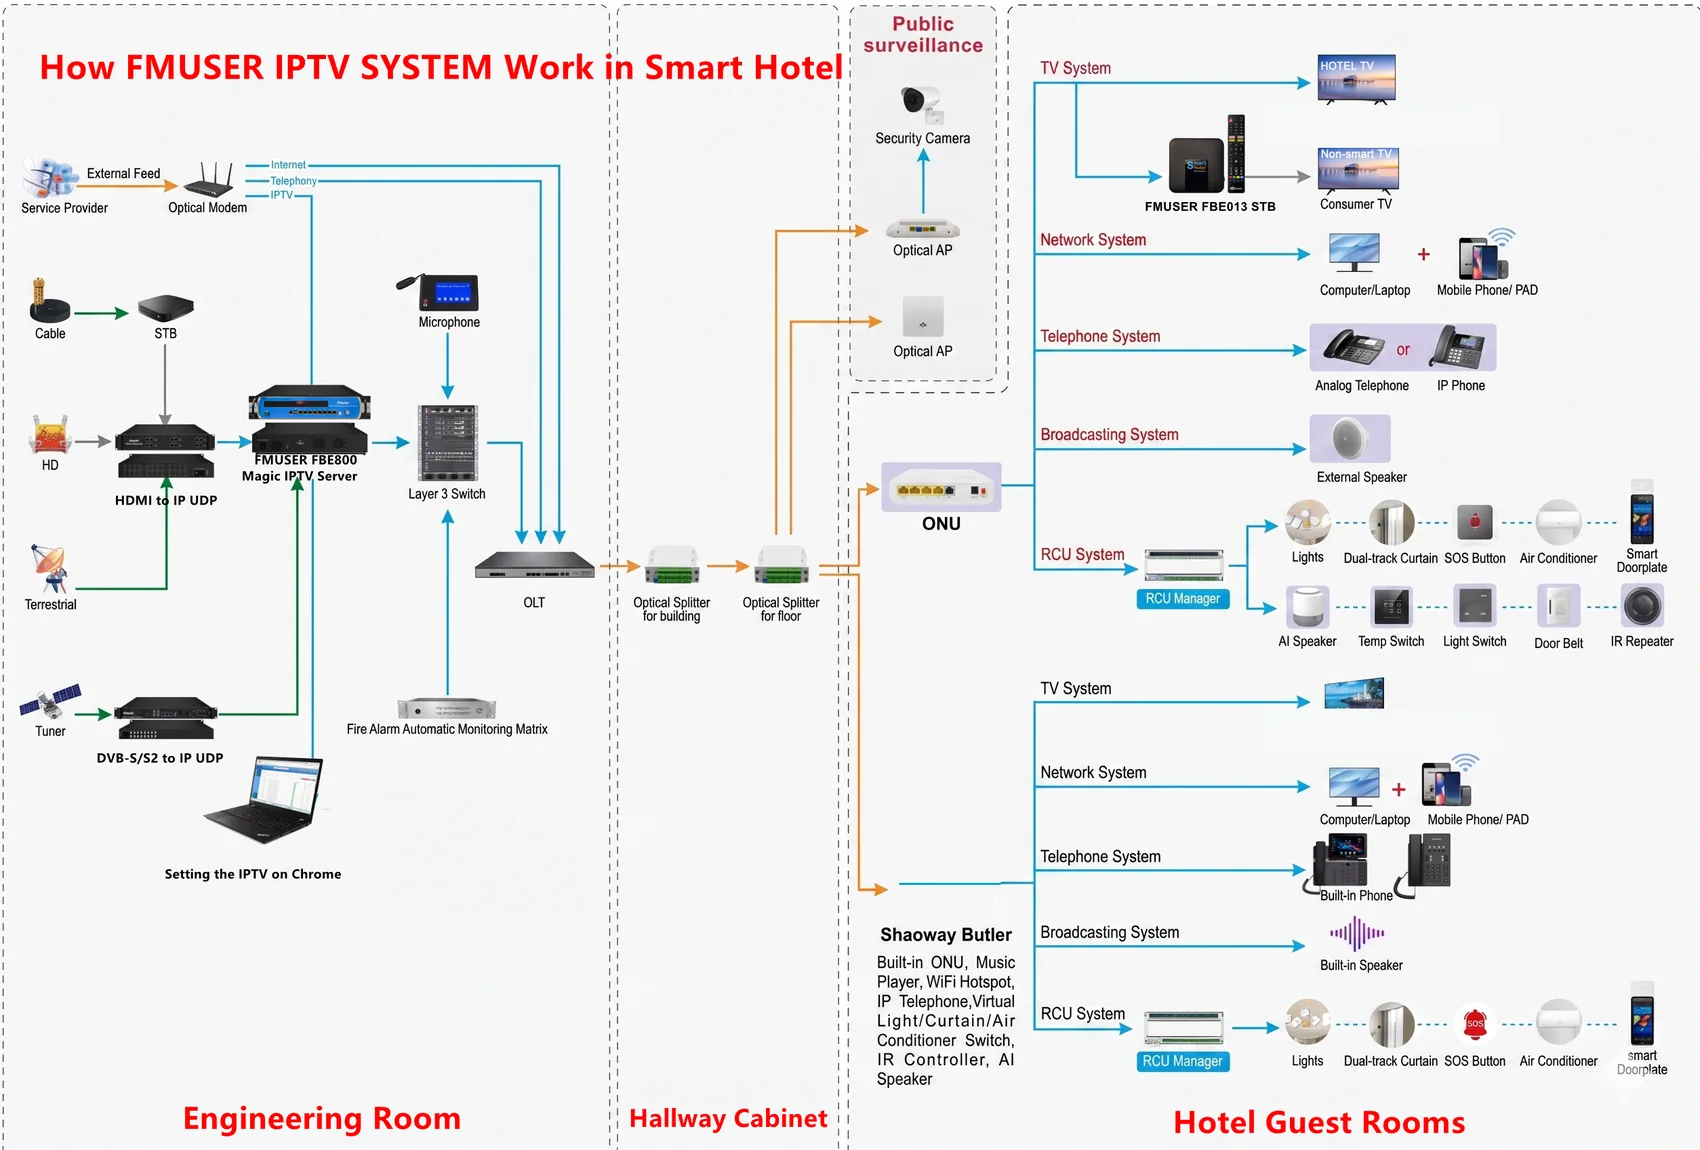 How FMUSER IPTV SYSTEM Work in Smart Hotel
Service Provider
External Feed
Optical Modem
Internet
Telephony
IPTV
Cable
STB
Microphone
HD
HDMI to IP UDP
FMUSER FBE800
Magic IPTV Server
Layer 3 Switch
Terrestrial
OLT
Tuner
DVB-S/S2 to IP UDP
Fire Alarm Automatic Monitoring Matrix
Setting the IPTV on Chrome
Engineering Room
Optical Splitter
for building
Optical Splitter
for floor
Hallway Cabinet
Public
surveillance
Security Camera
Optical AP
Optical AP
ONU
TV System
HOTEL TV
Smart
Hotel
FMUSER FBE013 STB
Non-smart TV
Consumer TV
Network System
Computer/Laptop
+
Mobile Phone/ PAD
Telephone System
Analog Telephone
or
IP Phone
Broadcasting System
External Speaker
RCU System
RCU Manager
Lights
Dual-track Curtain
SOS Button
Air Conditioner
Smart
Doorplate
AI Speaker
Temp Switch
Light Switch
Door Belt
IR Repeater
Shaoway Butler
Built-in ONU, Music
Player, WiFi Hotspot,
IP Telephone,Virtual
Light/Curtain/Air
Conditioner Switch,
IR Controller, AI
Speaker
TV System
Network System
Computer/Laptop
+
Mobile Phone/ PAD
Telephone System
Built-in Phone
Broadcasting System
Built-in Speaker
RCU System
RCU Manager
Lights
Dual-track Curtain
SOS
SOS Button
Air Conditioner
smart
Doorplate
Hotel Guest Rooms